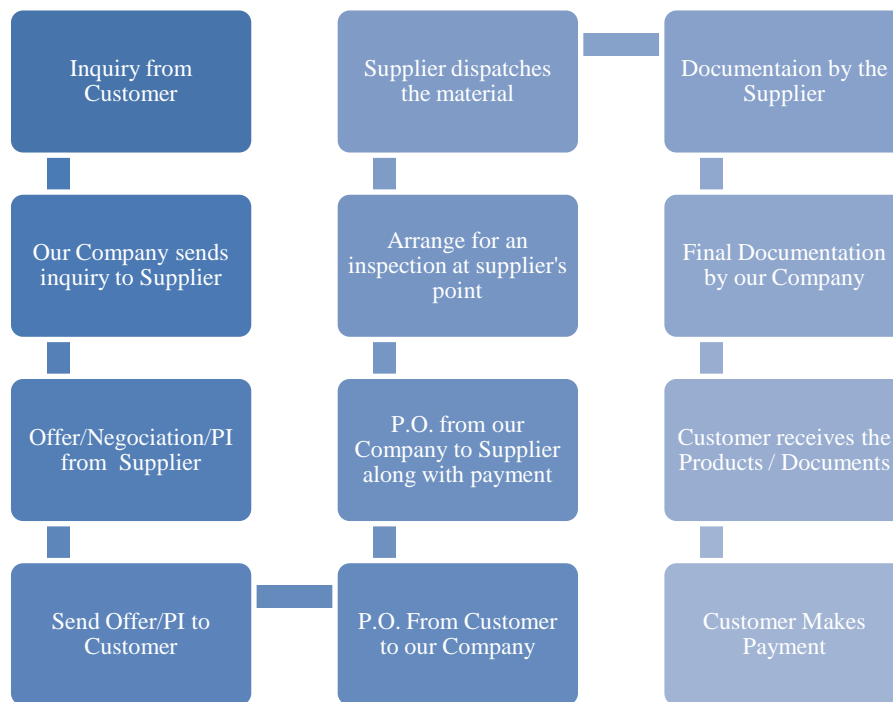 Inquiry from
Customer
Our Company sends
inquiry to Supplier
Offer/Negociation/PI
from Supplier
Send Offer/PI to
Customer
P.O. From Customer
to our Company
P.O. from our
Company to Supplier
along with payment
Arrange for an
inspection at supplier's
point
Supplier dispatches
the material
Documentaion by the
Supplier
Final Documentation
by our Company
Customer receives the
Products / Documents
Customer Makes
Payment